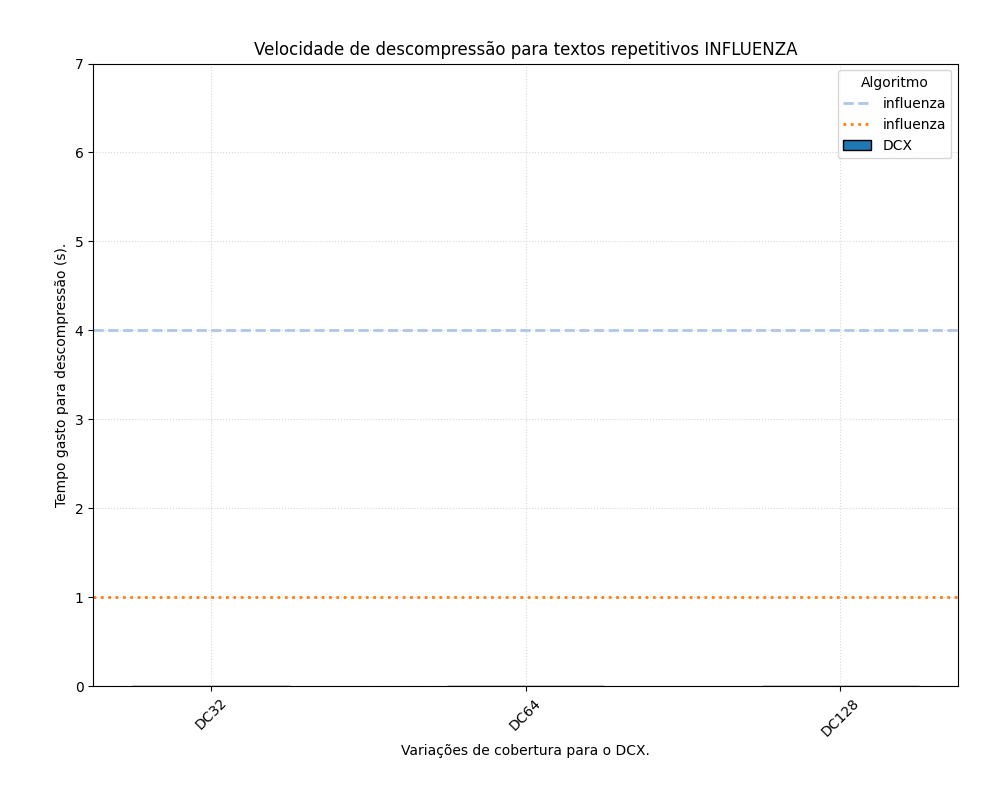 Velocidade de descompressão para textos repetitivos INFLUENZA
Algoritmo
influenza
influenza
DCX
Tempo gasto para descompressão (s).
7
6
5
4
3
2
1
0
DC32
DC64
DC128
Variações de cobertura para o DCX.